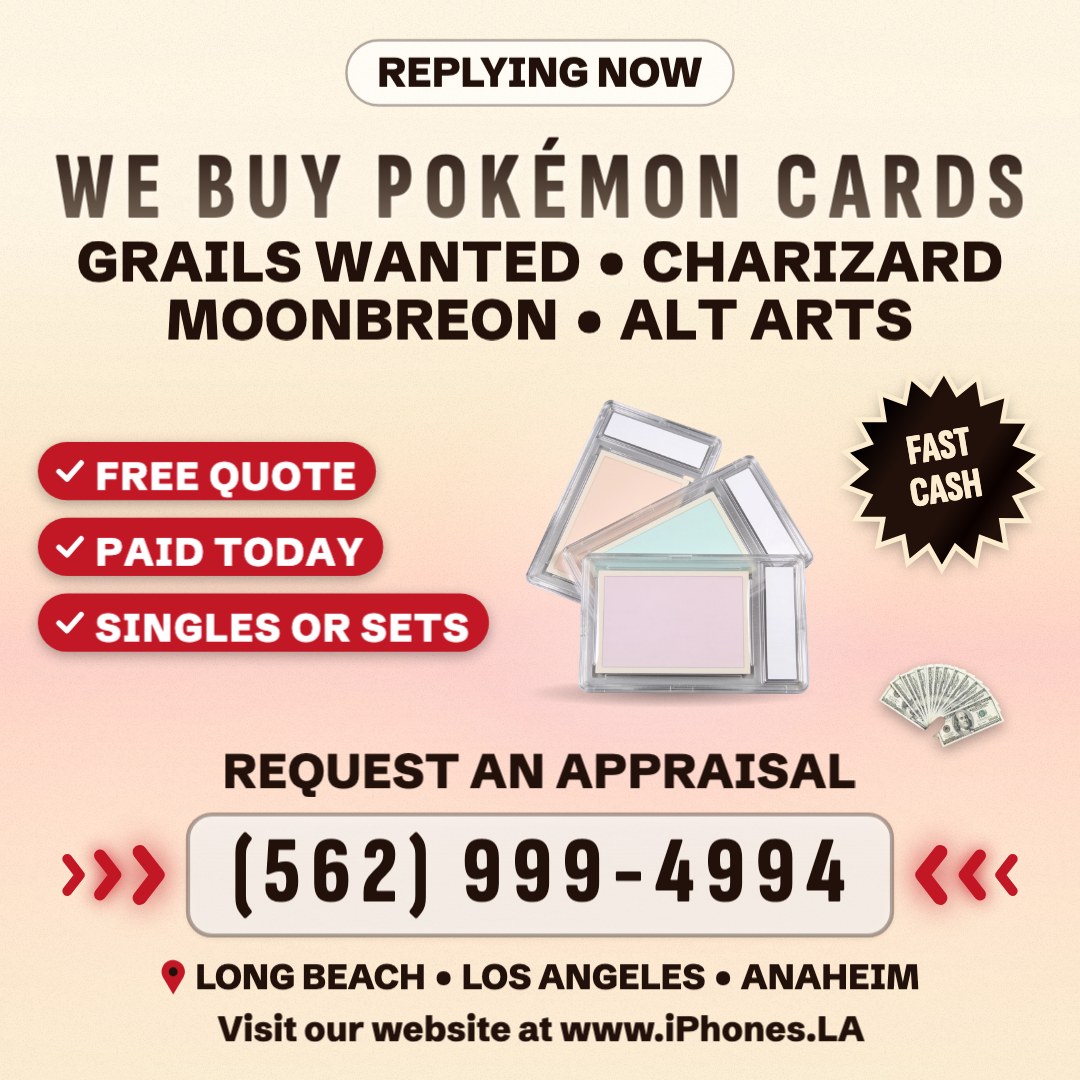 REPLYING NOW
WE BUY POKÉMON CARDS
GRAILS WANTED • CHARIZARD
MOONBREON • ALT ARTS
FAST
CASH
FREE QUOTE
PAID TODAY
SINGLES OR SETS
REQUEST AN APPRAISAL
(562) 999-4994
LONG BEACH • LOS ANGELES • ANAHEIM
Visit our website at www.iPhones.LA